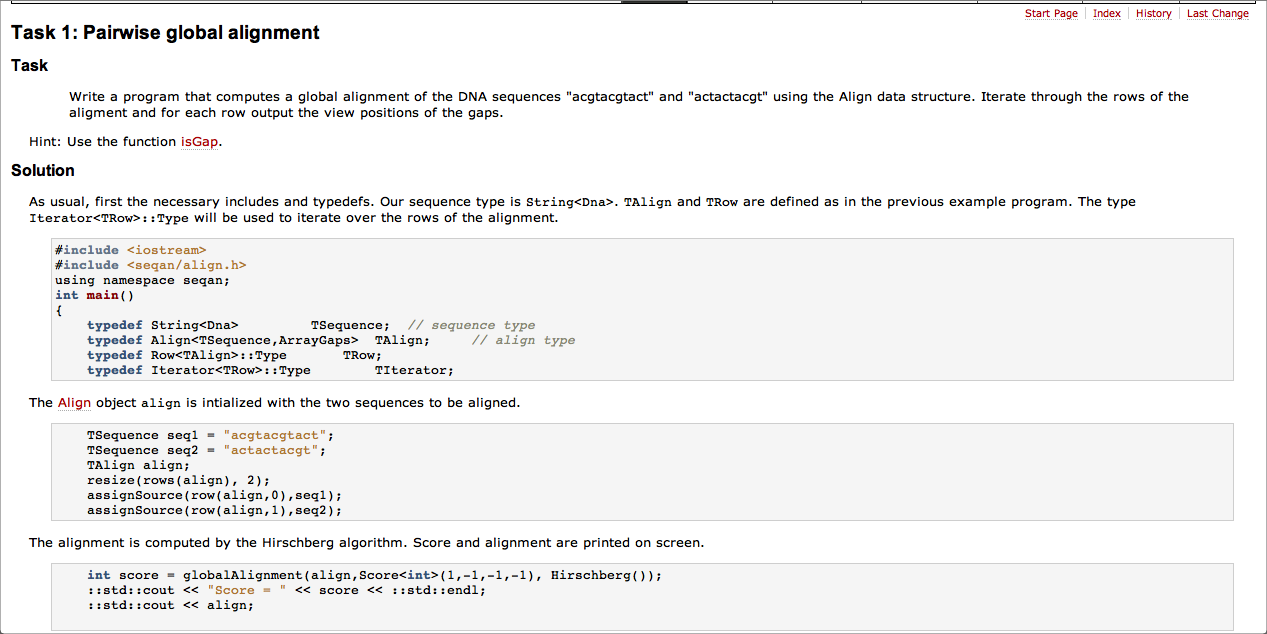 Start Page Index History Last Change
Task 1: Pairwise global alignment
Task
Write a program that computes a global alignment of the DNA sequences "acgtacgtact" and "actactacgt" using the Align data structure. Iterate through the rows of the
aligment and for each row output the view positions of the gaps.
Hint: Use the function isGap.
Solution
As usual, first the necessary includes and typedefs. Our sequence type is String<Dna>. TAlign and TRow are defined as in the previous example program. The type
Iterator<TRow>::Type will be used to iterate over the rows of the alignment.
#include <iostream>
#include <seqan/align.h>
using namespace seqan;
int main()
{
typedef String<Dna> TSequence; // sequence type
typedef Align<TSequence,ArrayGaps> TAlign; // align type
typedef Row<TAlign>::Type TRow;
typedef Iterator<TRow>::Type TIterator;
The Align object align is intialized with the two sequences to be aligned.
TSequence seq1 = "acgtacgtact";
TSequence seq2 = "actactacgt";
TAlign align;
resize(rows(align), 2);
assignSource(row(align,0),seq1);
assignSource(row(align,1),seq2);
The alignment is computed by the Hirschberg algorithm. Score and alignment are printed on screen.
int score = globalAlignment(align,Score<int>(1,-1,-1,-1), Hirschberg());
::std::cout << "Score = " << score << ::std::endl;
::std::cout << align;